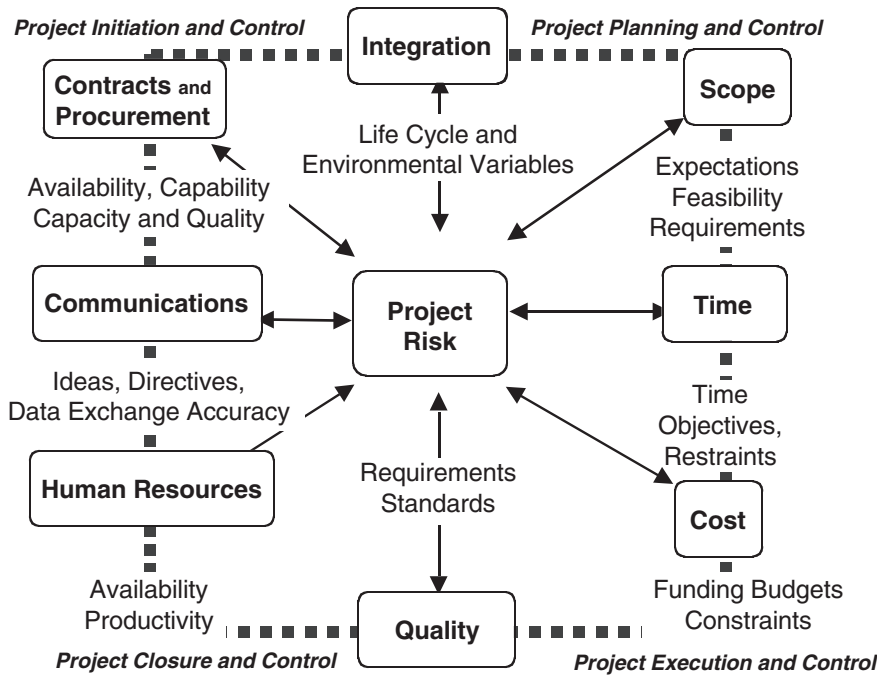 Project Initiation and Control
Integration
Project Planning and Control
Contracts and
Procurement
Scope
Life Cycle and
Environmental Variables
Availability, Capability
Capacity and Quality
Expectations
Feasibility
Requirements
Communications
Project
Risk
Time
Ideas, Directives,
Data Exchange Accuracy
Time
Objectives,
Restraints
Human Resources
Requirements
Standards
Cost
Availability
Productivity
Funding Budgets
Constraints
Quality
Project Closure and Control
Project Execution and Control